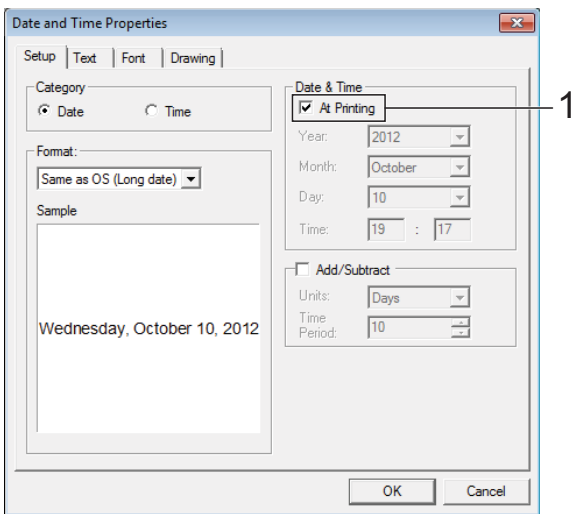 Date and Time Properties
Setup Text Font Drawing
Category
Date Time
Format:
Same as OS (Long date)
Sample
Wednesday, October 10, 2012
Date & Time
At Printing
1
Year: 2012
Month: October
Day: 10
Time: 19 : 17
Add/Subtract
Units: Days
Time
Period: 10
OK Cancel